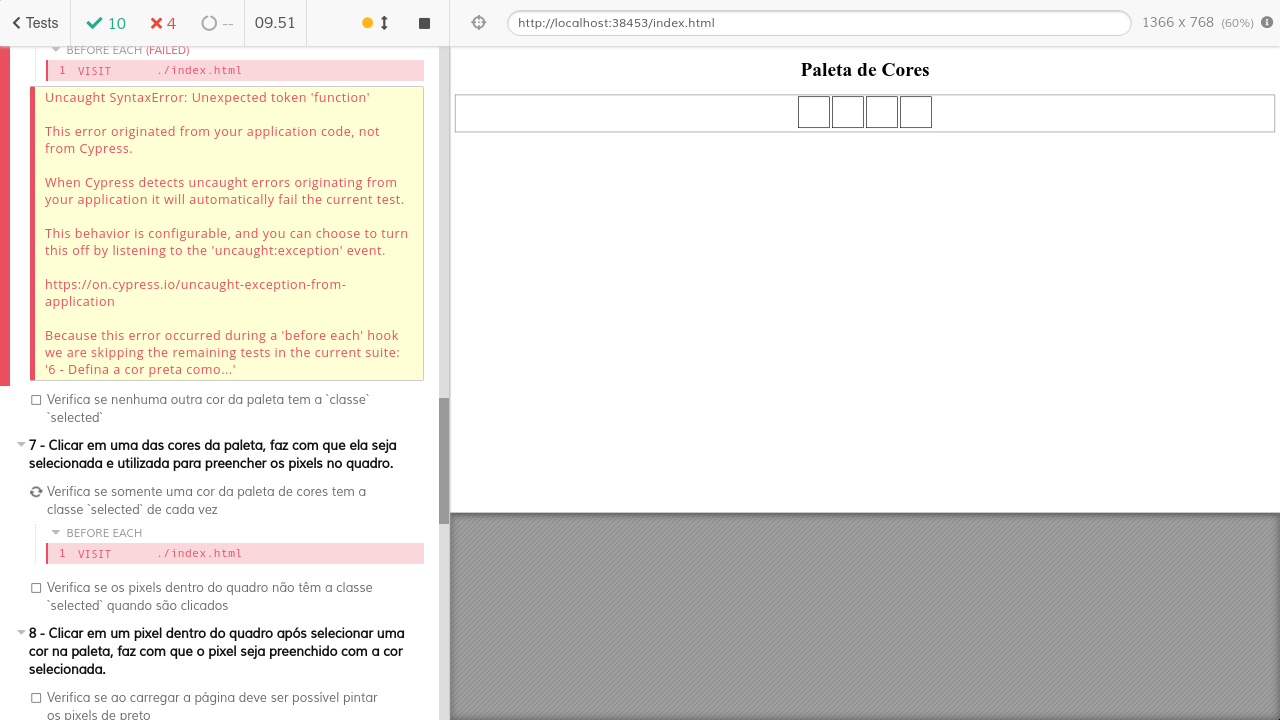 Tests
10
4
--
09.51
http://localhost:38453/index.html
1366 x 768 (60%)
BEFORE EACH (FAILED)
1 VISIT ./index.html
Uncaught SyntaxError: Unexpected token 'function'
This error originated from your application code, not
from Cypress.
When Cypress detects uncaught errors originating from
your application it will automatically fail the current test.
This behavior is configurable, and you can choose to turn
this off by listening to the 'uncaught:exception' event.
https://on.cypress.io/uncaught-exception-from-
application
Because this error occurred during a 'before each' hook
we are skipping the remaining tests in the current suite:
'6 - Defina a cor preta como...'
Verifica se nenhuma outra cor da paleta tem a `classe`
`selected`
7 - Clicar em uma das cores da paleta, faz com que ela seja
selecionada e utilizada para preencher os pixels no quadro.
Verifica se somente uma cor da paleta de cores tem a
classe `selected` de cada vez
BEFORE EACH
1 VISIT ./index.html
Verifica se os pixels dentro do quadro não têm a classe
`selected` quando são clicados
8 - Clicar em um pixel dentro do quadro após selecionar uma
cor na paleta, faz com que o pixel seja preenchido com a cor
selecionada.
Verifica se ao carregar a página deve ser possível pintar
os pixels de preto
Paleta de Cores